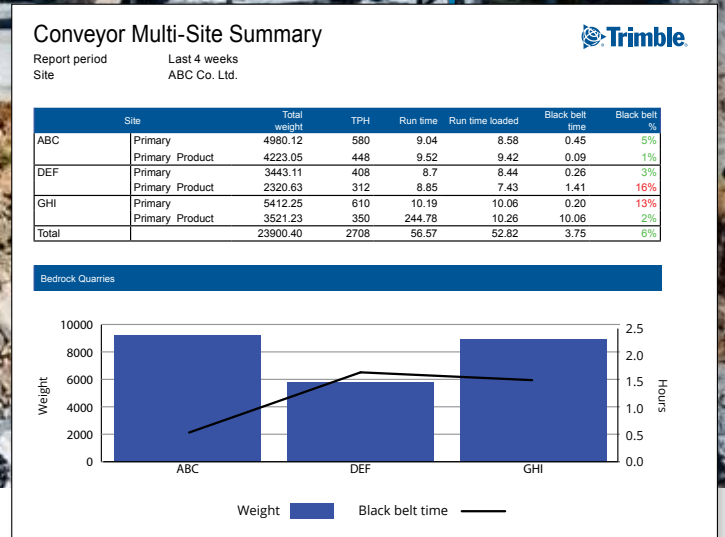 Conveyor Multi-Site Summary
Trimble.
Report period Last 4 weeks
Site ABC Co. Ltd.
Site Total weight TPH Run time Run time loaded Black belt time Black belt %
ABC Primary 4980.12 580 9.04 8.58 0.45 5%
Primary Product 4223.05 448 9.52 9.42 0.09 1%
DEF Primary 3443.11 408 8.7 8.44 0.26 3%
Primary Product 2320.63 312 8.85 7.43 1.41 16%
GHI Primary 5412.25 610 10.19 10.06 0.20 13%
Primary Product 3521.23 350 244.78 10.26 10.06 2%
Total 23900.40 2708 56.57 52.82 3.75 6%
Bedrock Quarries
10000
8000
6000
4000
2000
0
Weight
2.5
2.0
1.5
1.0
0.5
0.0
Hours
ABC DEF GHI
Weight Black belt time